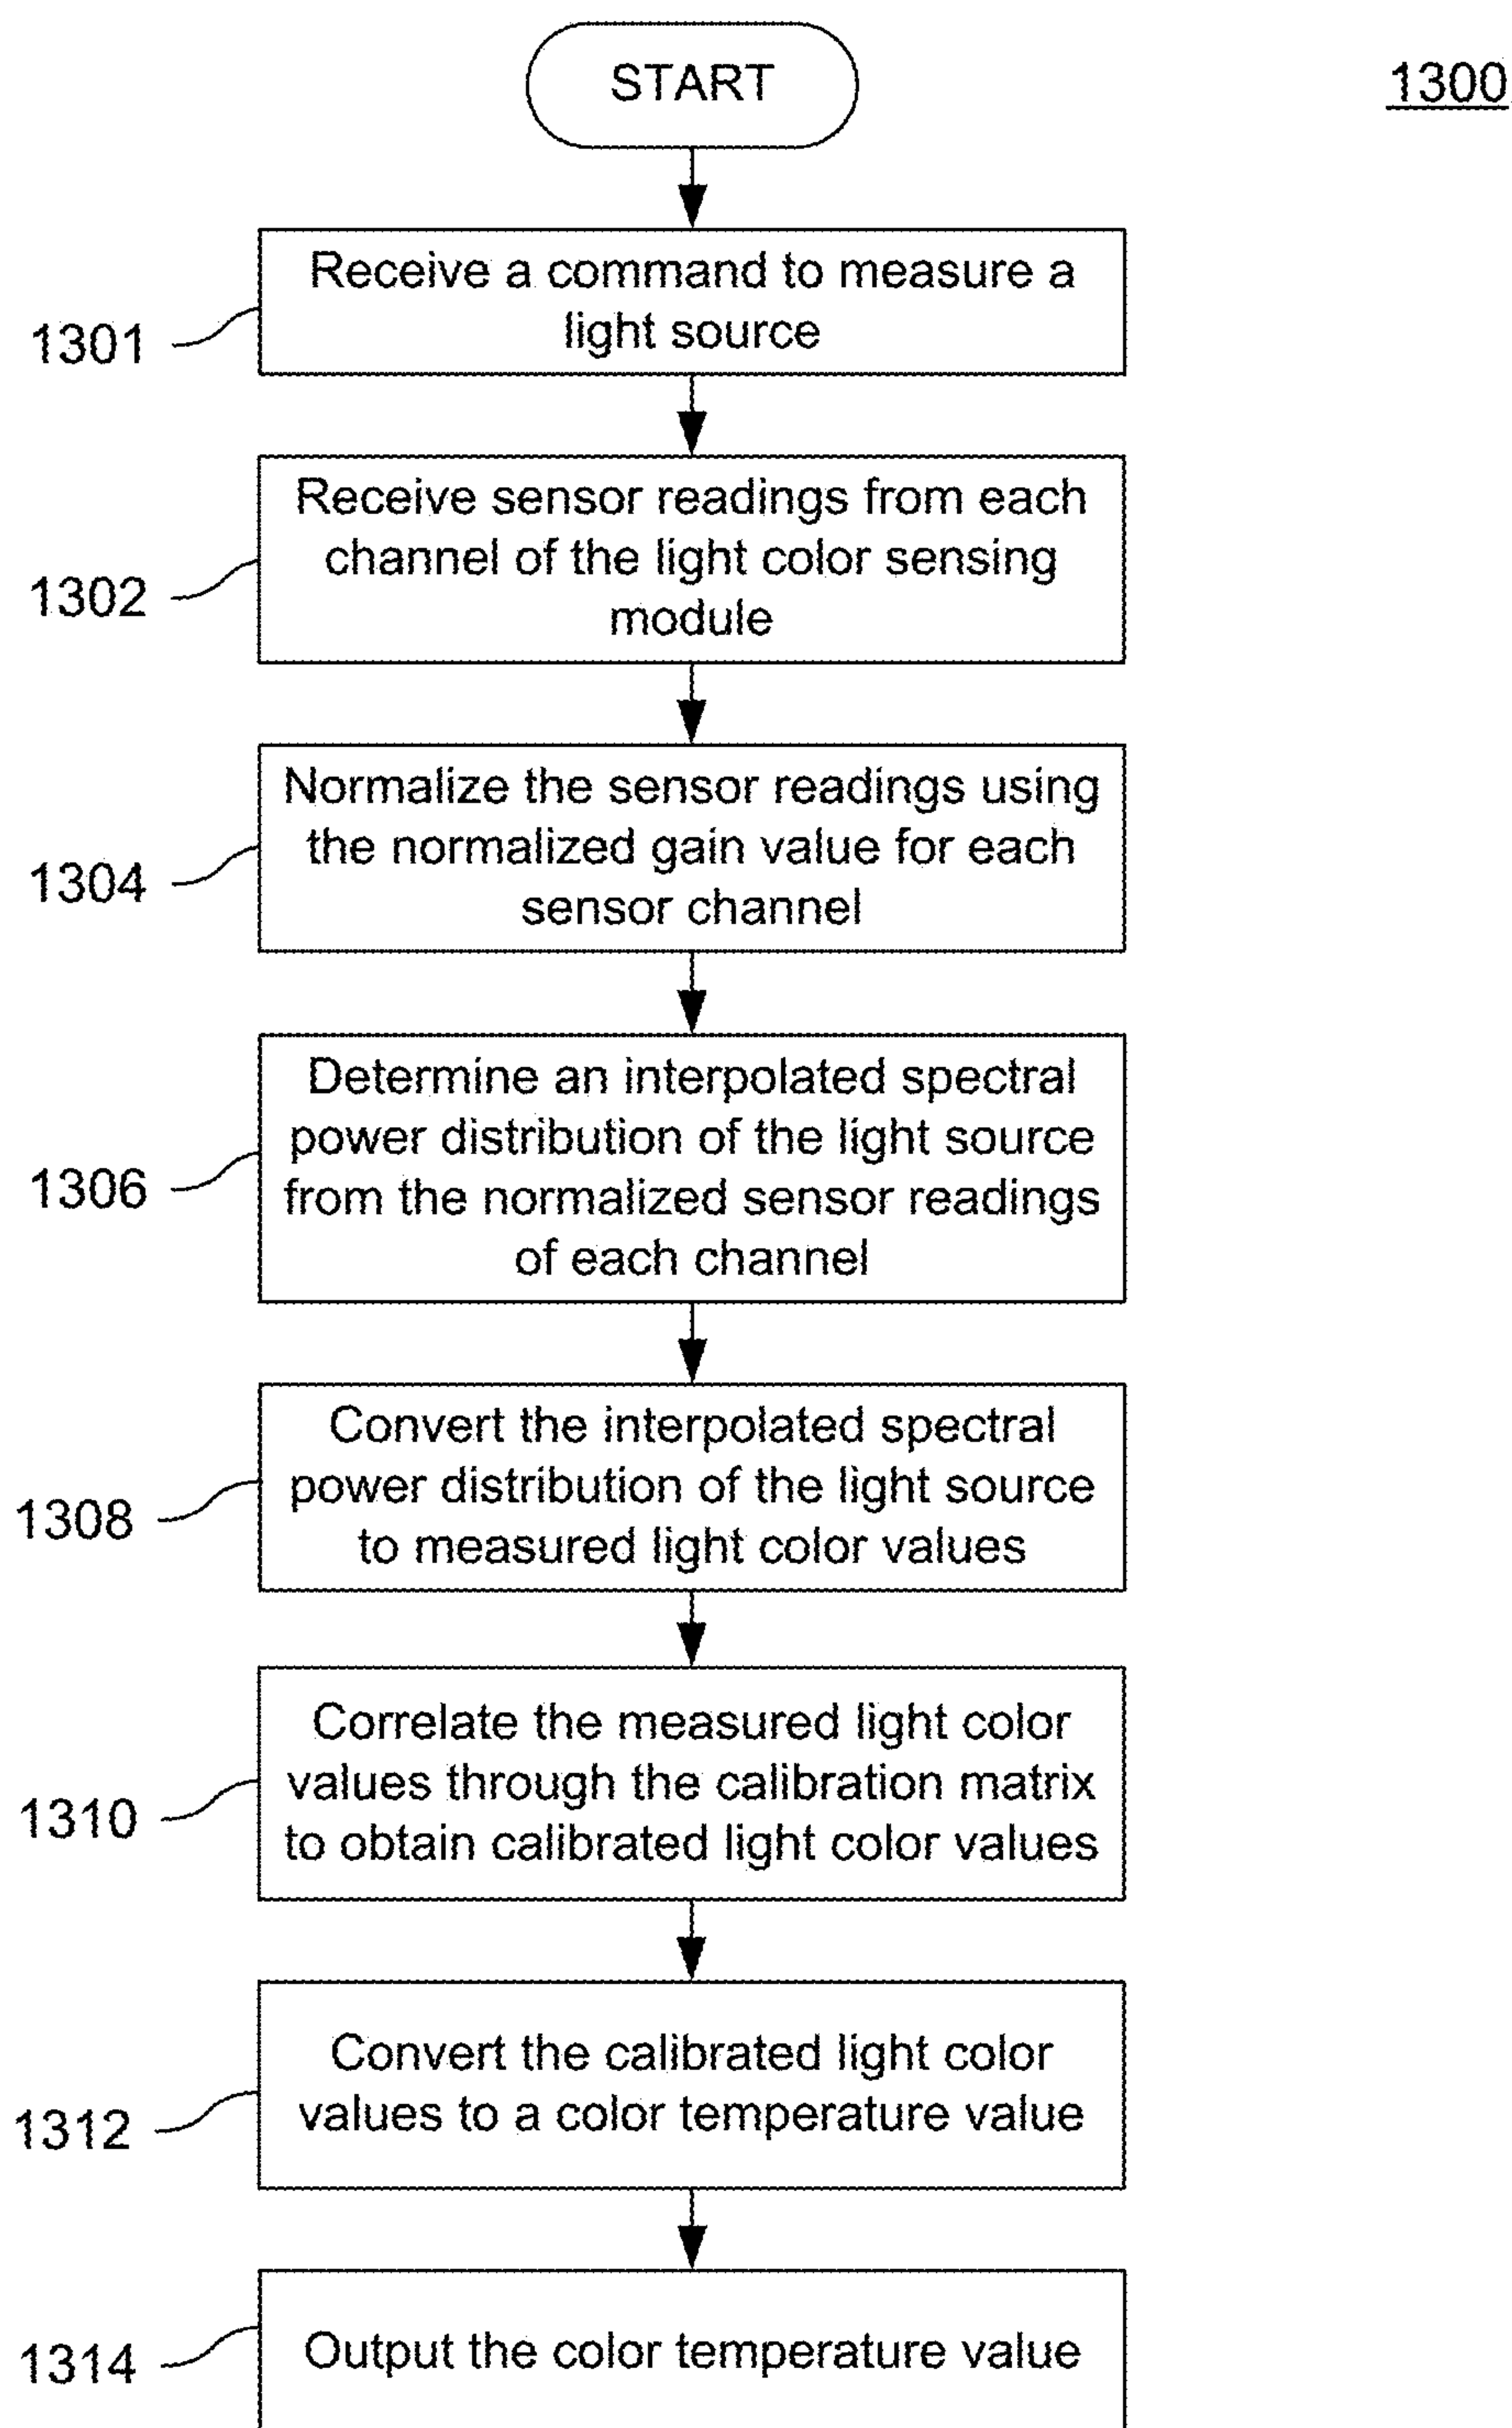 START
1300
Receive a command to measure a
light source
1301
Receive sensor readings from each
channel of the light color sensing
module
1302
Normalize the sensor readings using
the normalized gain value for each
sensor channel
1304
Determine an interpolated spectral
power distribution of the light source
from the normalized sensor readings
of each channel
1306
Convert the interpolated spectral
power distribution of the light source
to measured light color values
1308
Correlate the measured light color
values through the calibration matrix
to obtain calibrated light color values
1310
Convert the calibrated light color
values to a color temperature value
1312
Output the color temperature value
1314